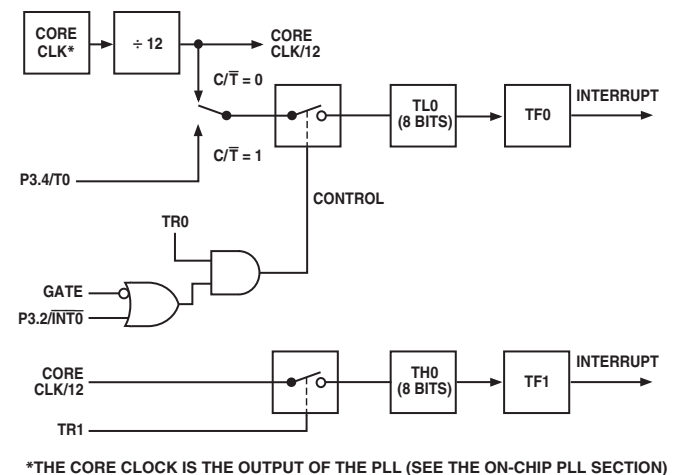 CORE
CLK*
÷ 12
CORE
CLK/12
C/T̅ = 0
TL0
(8 BITS)
TF0
INTERRUPT
C/T̅ = 1
P3.4/T0
CONTROL
TR0
GATE
P3.2/I̅N̅T̅0̅
CORE
CLK/12
TH0
(8 BITS)
TF1
INTERRUPT
TR1
*THE CORE CLOCK IS THE OUTPUT OF THE PLL (SEE THE ON-CHIP PLL SECTION)